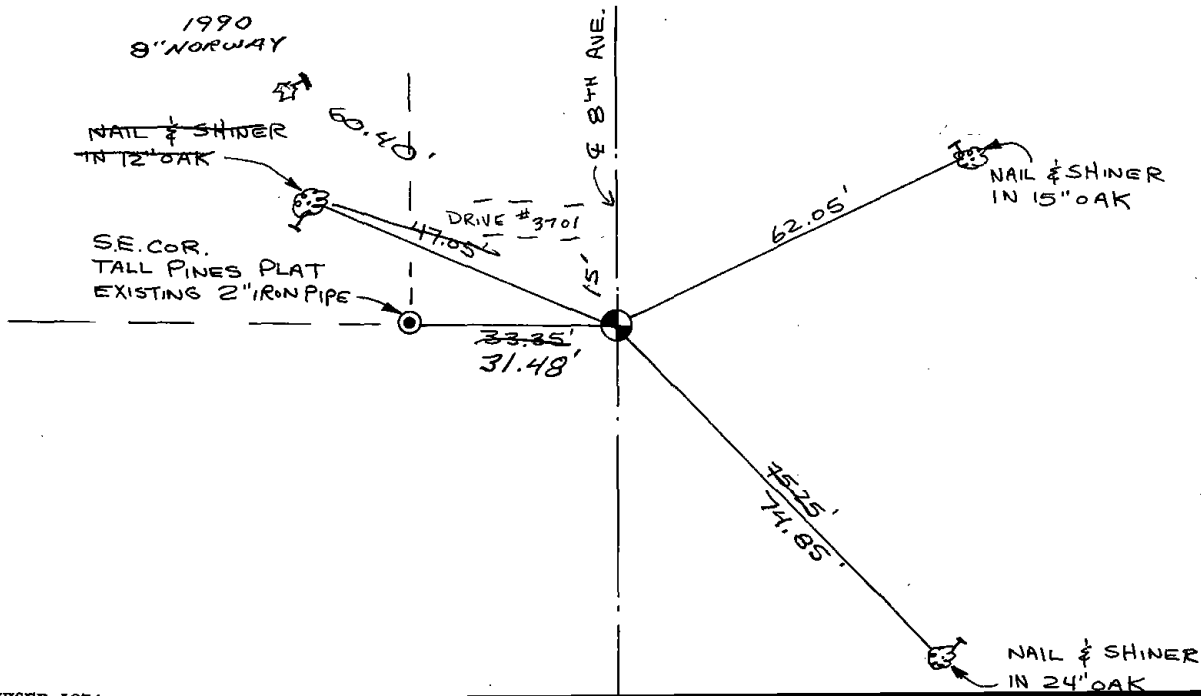 1990
8" NORWAY
60.40'
NAIL & SHINER
IN 12" OAK
℄ 8TH AVE.
NAIL & SHINER
IN 15" OAK
DRIVE #3701
47.05'
62.05'
15'
S.E. COR.
TALL PINES PLAT
EXISTING 2" IRON PIPE
33.35'
31.48'
75.25'
74.85'
NAIL & SHINER
IN 24" OAK